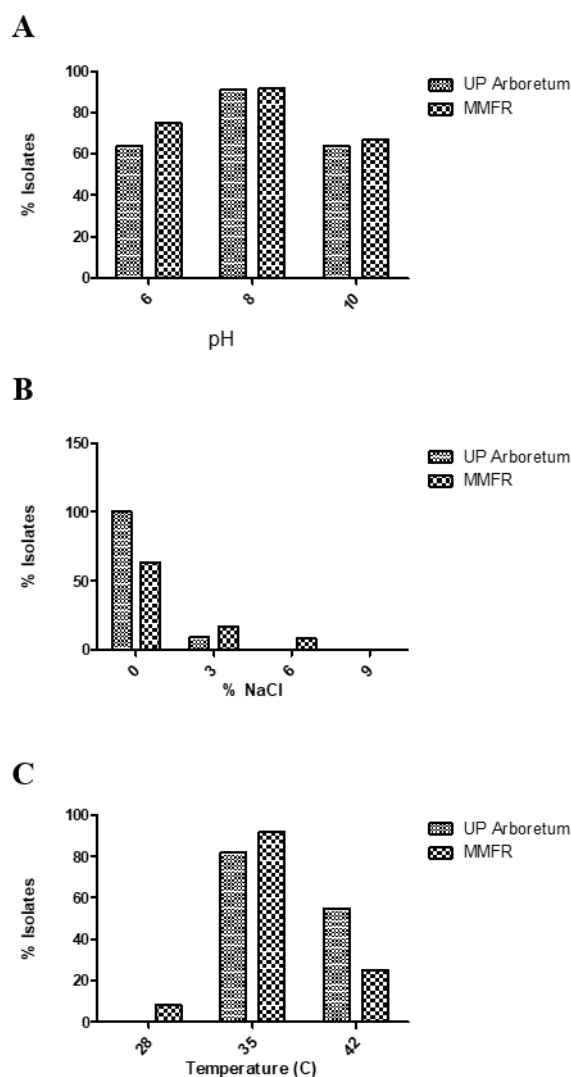 A
100
80
60
40
20
0
% Isolates
6
8
10
pH
UP Arboretum
MMFR
B
150
100
50
0
% Isolates
0
3
6
9
% NaCl
UP Arboretum
MMFR
C
100
80
60
40
20
0
% Isolates
28
35
42
Temperature (C)
UP Arboretum
MMFR